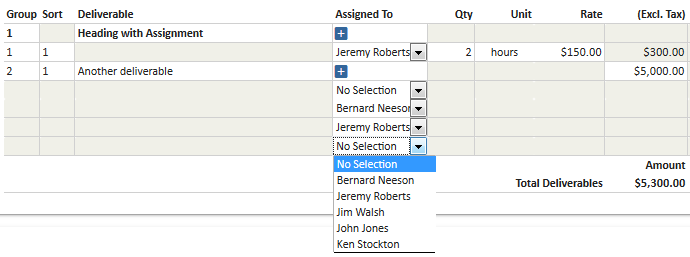 Group Sort Deliverable Assigned To Qty Unit Rate (Excl. Tax)
1 Heading with Assignment +
1 1 Jeremy Roberts 2 hours $150.00 $300.00
2 1 Another deliverable + $5,000.00
No Selection
Bernard Neeson
Jeremy Roberts
No Selection
No Selection Amount
Bernard Neeson Total Deliverables $5,300.00
Jeremy Roberts
Jim Walsh
John Jones
Ken Stockton